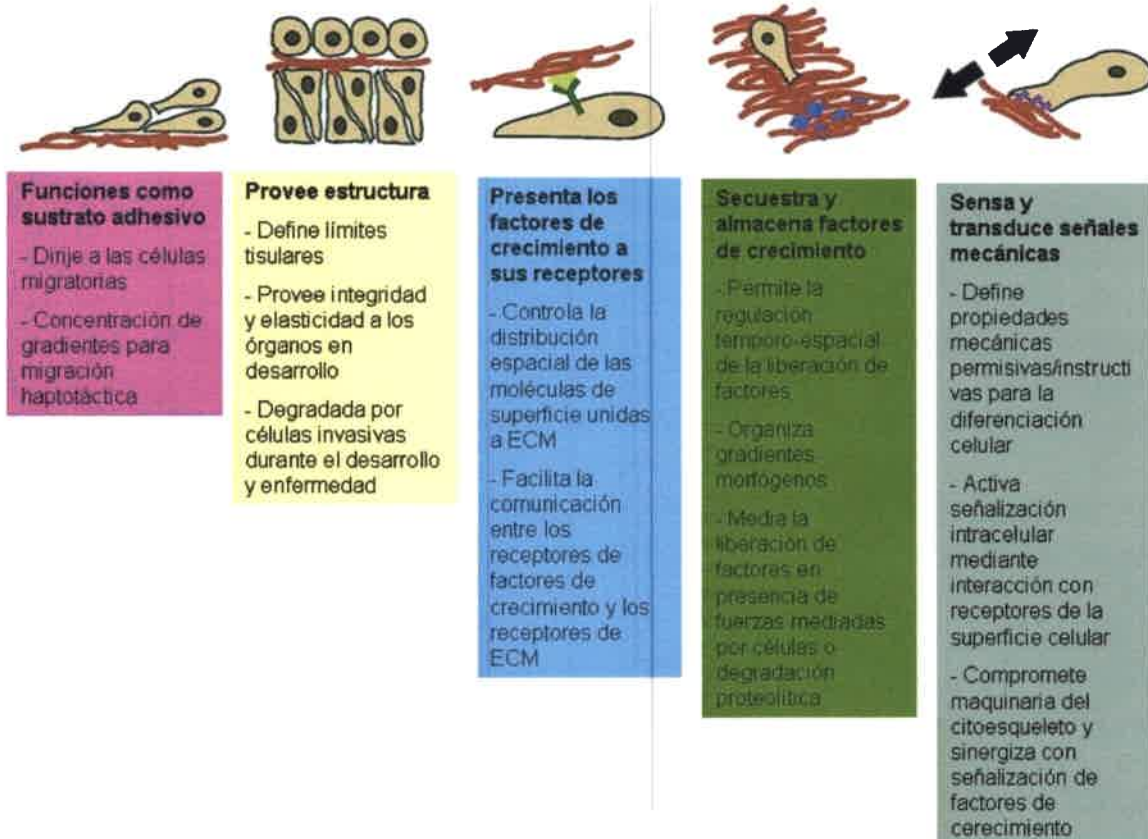 Funciones como
sustrato adhesivo
- Dirije a las células
migratorias
- Concentración de
gradientes para
migración
haptotáctica
Provee estructura
- Define límites
tisulares
- Provee integridad
y elasticidad a los
órganos en
desarrollo
- Degradada por
células invasivas
durante el desarrollo
y enfermedad
Presenta los
factores de
crecimiento a
sus receptores
- Controla la
distribución
espacial de las
moléculas de
superficie unidas
a ECM
- Facilita la
comunicación
entre los
receptores de
factores de
crecimiento y los
receptores de
ECM
Secuestra y
almacena factores
de crecimiento
- Permite la
regulación
temporo-espacial
de la liberación de
factores
- Organiza
gradientes
morfógenos
- Media la
liberación de
factores en
presencia de
fuerzas mediadas
por células o
degradación
proteolítica
Sensa y
transduce señales
mecánicas
- Define
propiedades
mecánicas
permisivas/instructi
vas para la
diferenciación
celular
- Activa
señalización
intracelular
mediante
interacción con
receptores de la
superficie celular
- Compromete
maquinaria del
citoesqueleto y
sinergiza con
señalización de
factores de
cerecimiento